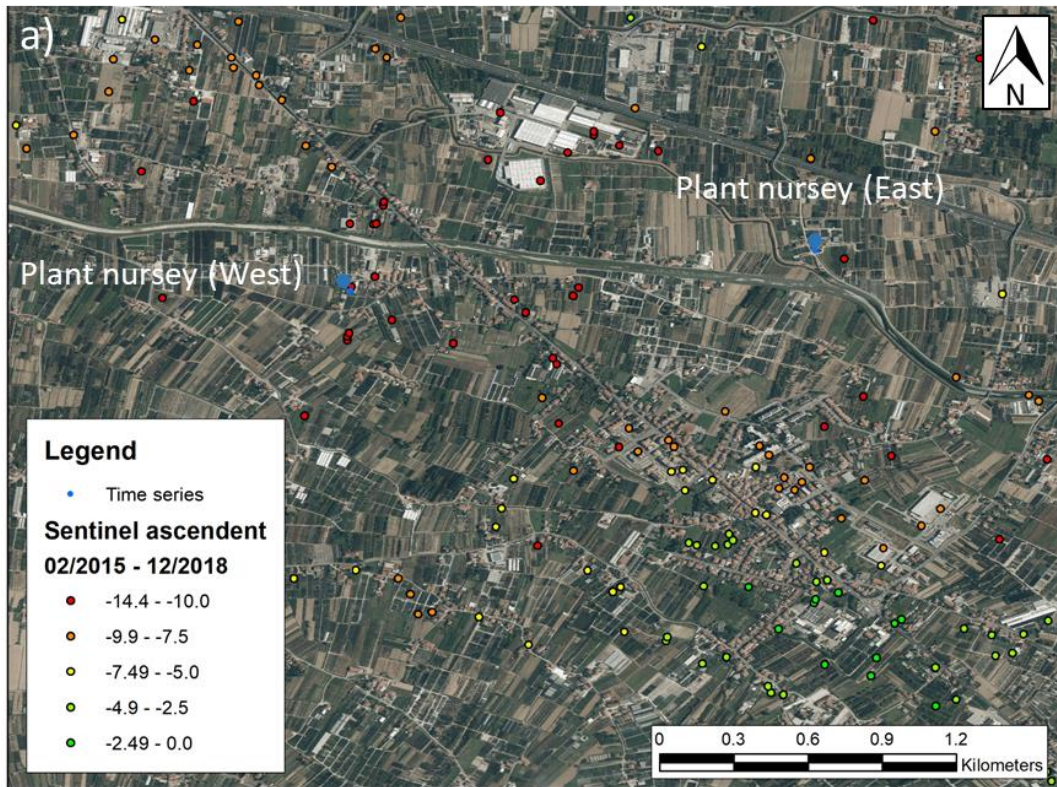 a)
N
Plant nursey (East)
Plant nursey (West)
Legend
Time series
Sentinel ascendent
02/2015 - 12/2018
-14.4 - -10.0
-9.9 - -7.5
-7.49 - -5.0
-4.9 - -2.5
-2.49 - 0.0
0 0.3 0.6 0.9 1.2
Kilometers